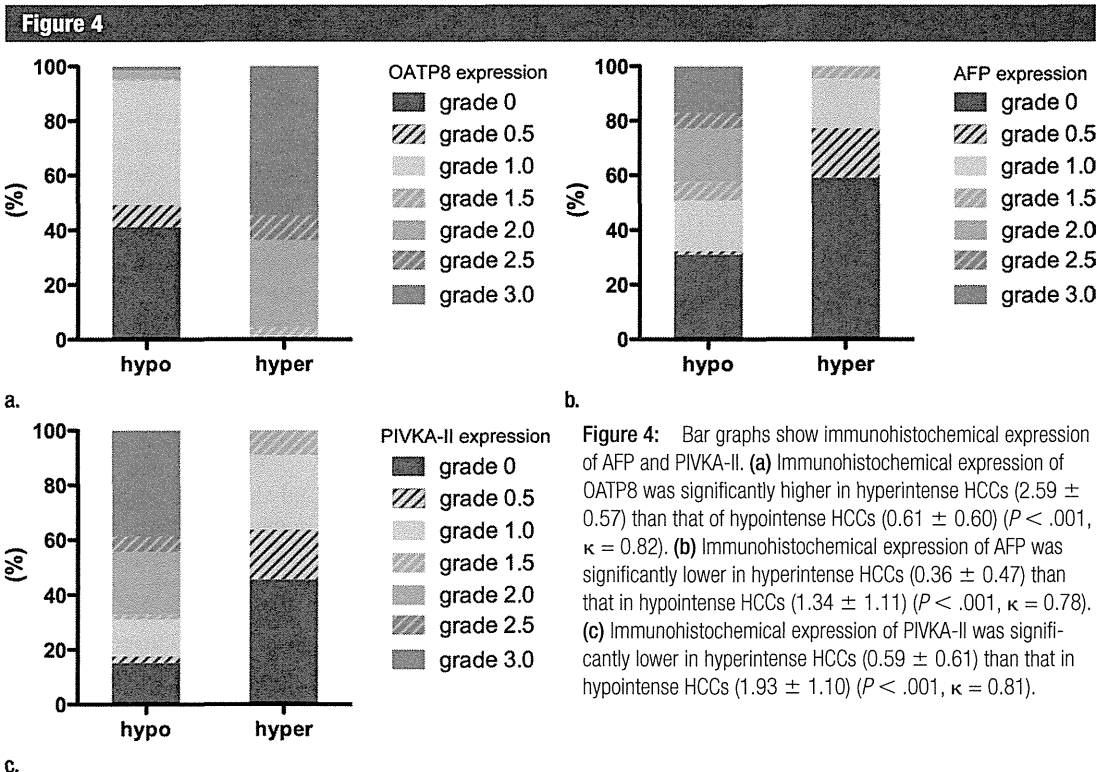 Figure 4
100
80
60
40
20
0
(%)
hypo
hyper
OATP8 expression
grade 0
grade 0.5
grade 1.0
grade 1.5
grade 2.0
grade 2.5
grade 3.0
a.
100
80
60
40
20
0
(%)
hypo
hyper
AFP expression
grade 0
grade 0.5
grade 1.0
grade 1.5
grade 2.0
grade 2.5
grade 3.0
b.
100
80
60
40
20
0
(%)
hypo
hyper
PIVKA-II expression
grade 0
grade 0.5
grade 1.0
grade 1.5
grade 2.0
grade 2.5
grade 3.0
c.
Figure 4: Bar graphs show immunohistochemical expression
of AFP and PIVKA-II. (a) Immunohistochemical expression of
OATP8 was significantly higher in hyperintense HCCs (2.59 ±
0.57) than that of hypointense HCCs (0.61 ± 0.60) (P < .001,
κ = 0.82). (b) Immunohistochemical expression of AFP was
significantly lower in hyperintense HCCs (0.36 ± 0.47) than
that in hypointense HCCs (1.34 ± 1.11) (P < .001, κ = 0.78).
(c) Immunohistochemical expression of PIVKA-II was signifi-
cantly lower in hyperintense HCCs (0.59 ± 0.61) than that in
hypointense HCCs (1.93 ± 1.10) (P < .001, κ = 0.81).